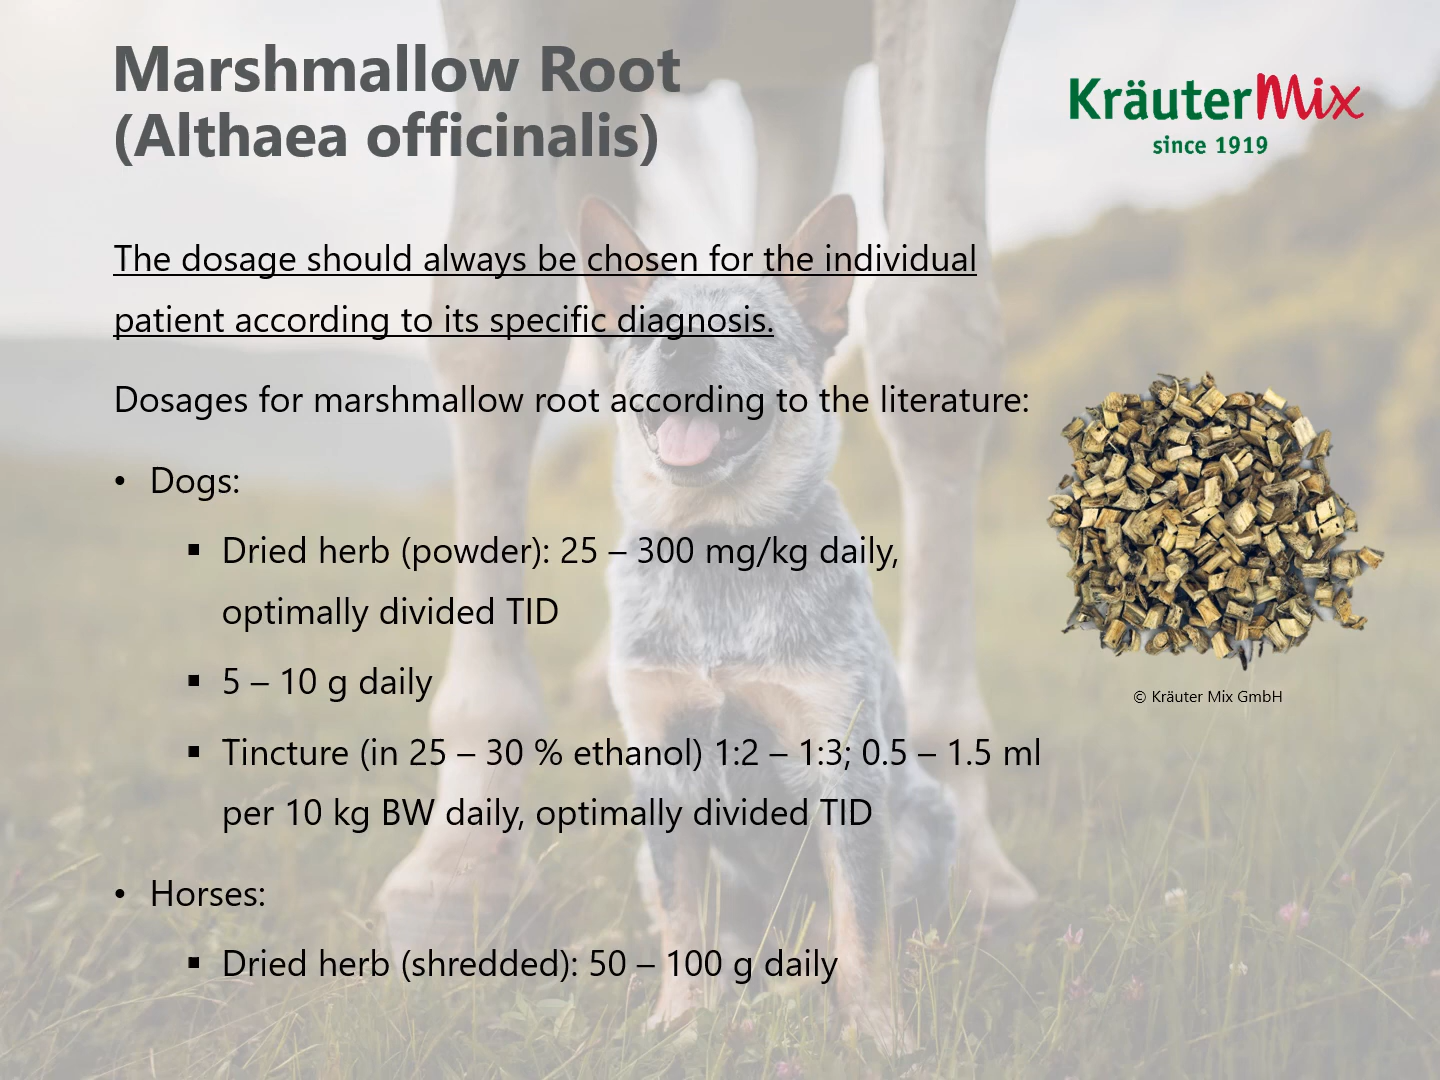 Marshmallow Root
(Althaea officinalis)
KräuterMix
since 1919
The dosage should always be chosen for the individual
patient according to its specific diagnosis.
Dosages for marshmallow root according to the literature:
• Dogs:
▪ Dried herb (powder): 25 – 300 mg/kg daily,
optimally divided TID
▪ 5 – 10 g daily
▪ Tincture (in 25 – 30 % ethanol) 1:2 – 1:3; 0.5 – 1.5 ml
per 10 kg BW daily, optimally divided TID
• Horses:
▪ Dried herb (shredded): 50 – 100 g daily
© Kräuter Mix GmbH